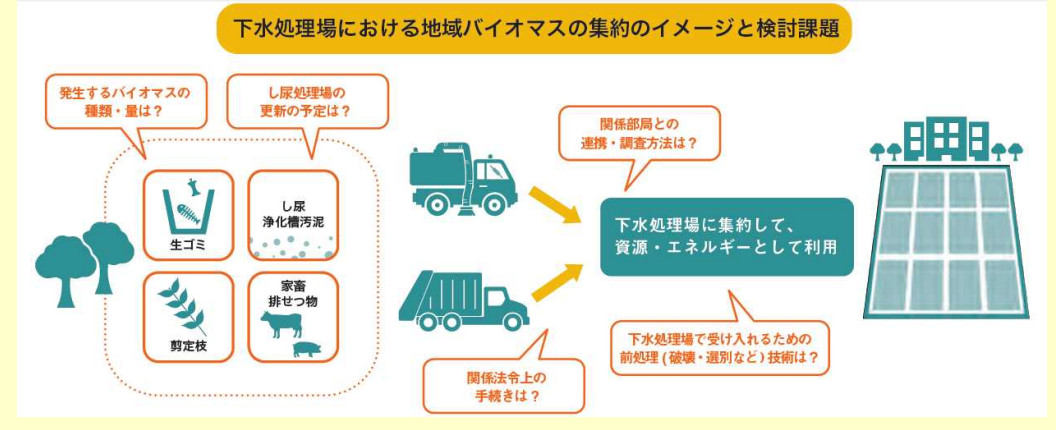 下水処理場における地域バイオマスの集約のイメージと検討課題
発生するバイオマスの
種類・量は?
し尿処理場の
更新の予定は?
生ゴミ
し尿
浄化槽汚泥
剪定枝
家畜
排せつ物
関係部局との
連携・調査方法は?
下水処理場に集約して、
資源・エネルギーとして利用
下水処理場で受け入れるための
前処理(破壊・選別など)技術は?
関係法令上の
手続きは?